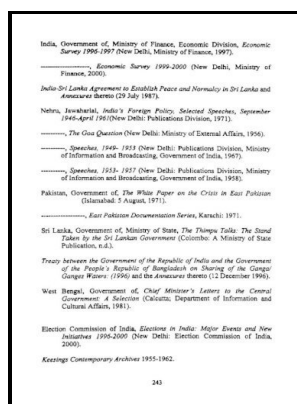 India, Government of, Ministry of Finance, Economic Division, Economic
Survey 1996-1997 (New Delhi, Ministry of Finance, 1997).
--------------------, Economic Survey 1999-2000 (New Delhi, Ministry of
Finance, 2000).
India-Sri Lanka Agreement to Establish Peace and Normality in Sri Lanka and
Annexures thereto (29 July 1987).
Nehru, Jawaharlal, India's Foreign Policy, Selected Speeches, September
1946-April 1961(New Delhi: Publications Division, 1971).
----------, The Goa Question (New Delhi: Ministry of External Affairs, 1956).
----------, Speeches, 1949- 1953 (New Delhi: Publications Division, Ministry
of Information and Broadcasting, Government of India, 1967).
----------, Speeches, 1953- 1957 (New Delhi: Publications Division, Ministry
of Information and Broadcasting, Government of India, 1958).
Pakistan, Government of, The White Paper on the Crisis in East Pakistan
(Islamabad: 5 August, 1971).
--------------------, East Pakistan Documentation Series, Karachi: 1971.
Sri Lanka, Government of, Ministry of State, The Thimpu Talks: The Stand
Taken by the Sri Lankan Government (Colombo: A Ministry of State
Publication, n.d.).
Treaty between the Government of the Republic of India and the Government
of the People's Republic of Bangladesh on Sharing of the Ganga/
Ganges Waters: (1996) and the Annexures thereto (12 December 1996).
West Bengal, Government of, Chief Minister's Letters to the Central
Government: A Selection (Calcutta; Department of Information and
Cultural Affairs, 1981).
Election Commission of India, Elections in India: Major Events and New
Initiatives 1996-2000 (New Delhi: Election Commission of India,
2000).
Keesings Contemporary Archives 1955-1962.
243